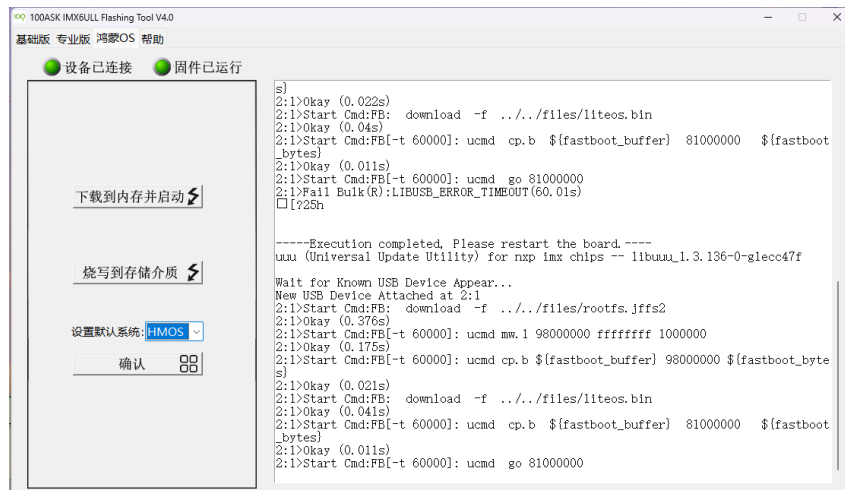 100ASK IMX6ULL Flashing Tool V4.0
基础版 专业版 鸿蒙OS 帮助
设备已连接 固件已运行
下载到内存并启动
烧写到存储介质
设置默认系统: HMOS
确认
s}
2:1>Okay (0.022s)
2:1>Start Cmd:FB: download -f ../../files/liteos.bin
2:1>Okay (0.04s)
2:1>Start Cmd:FB[-t 60000]: ucmd cp.b ${fastboot_buffer} 81000000 ${fastboot
_bytes}
2:1>Okay (0.011s)
2:1>Start Cmd:FB[-t 60000]: ucmd go 81000000
2:1>Fail Bulk(R):LIBUSB_ERROR_TIMEOUT(60.01s)
□[?25h
-----Execution completed, Please restart the board.----
uuu (Universal Update Utility) for nxp imx chips -- libuuu_1.3.136-0-g1ecc47f
Wait for Known USB Device Appear...
New USB Device Attached at 2:1
2:1>Start Cmd:FB: download -f ../../files/rootfs.jffs2
2:1>Okay (0.376s)
2:1>Start Cmd:FB[-t 60000]: ucmd mw.l 98000000 ffffffff 1000000
2:1>Okay (0.175s)
2:1>Start Cmd:FB[-t 60000]: ucmd cp.b ${fastboot_buffer} 98000000 ${fastboot_byte
s}
2:1>Okay (0.021s)
2:1>Start Cmd:FB: download -f ../../files/liteos.bin
2:1>Okay (0.041s)
2:1>Start Cmd:FB[-t 60000]: ucmd cp.b ${fastboot_buffer} 81000000 ${fastboot
_bytes}
2:1>Okay (0.011s)
2:1>Start Cmd:FB[-t 60000]: ucmd go 81000000